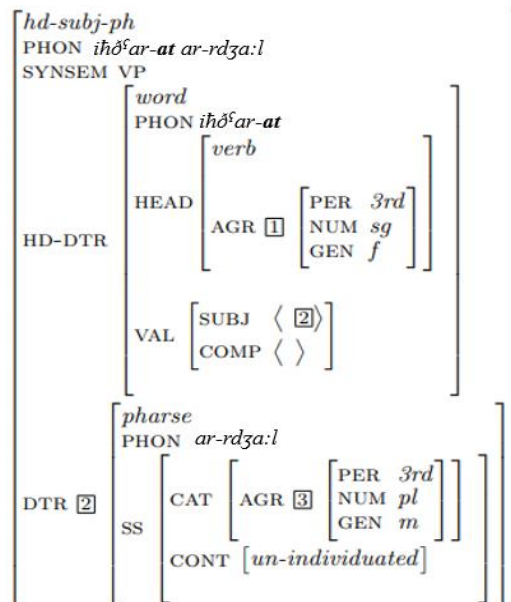 hd-subj-ph
PHON iħðˤar-at ar-rdʒa:l
SYNSEM VP
word
PHON iħðˤar-at
verb
HEAD
PER 3rd
AGR 1 NUM sg
GEN f
HD-DTR
SUBJ ⟨ 2⟩
VAL
COMP ⟨ ⟩
pharse
PHON ar-rdʒa:l
PER 3rd
CAT AGR 3 NUM pl
DTR 2
GEN m
SS
CONT [un-individuated]